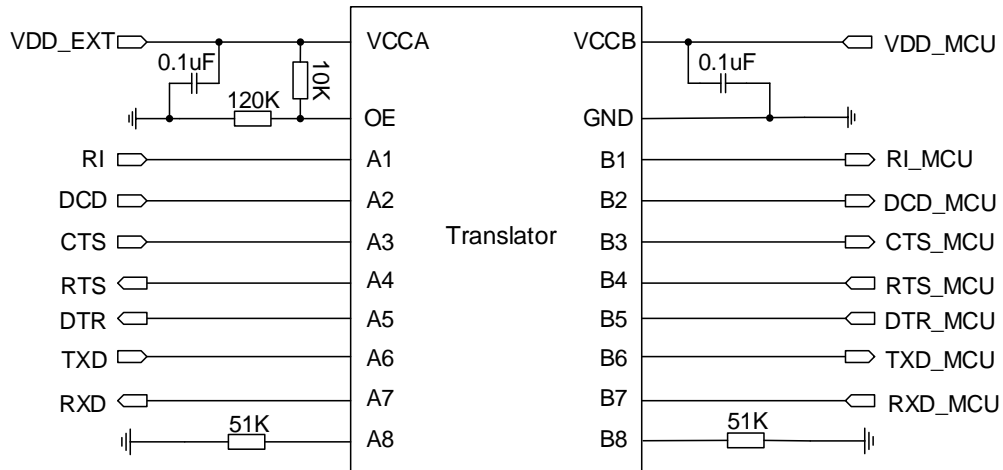 VDD_EXT VCCA VCCB VDD_MCU
0.1uF 10K 0.1uF
120K
OE GND
RI A1 B1 RI_MCU
DCD A2 B2 DCD_MCU
CTS A3 Translator B3 CTS_MCU
RTS A4 B4 RTS_MCU
DTR A5 B5 DTR_MCU
TXD A6 B6 TXD_MCU
RXD A7 B7 RXD_MCU
51K A8 B8 51K